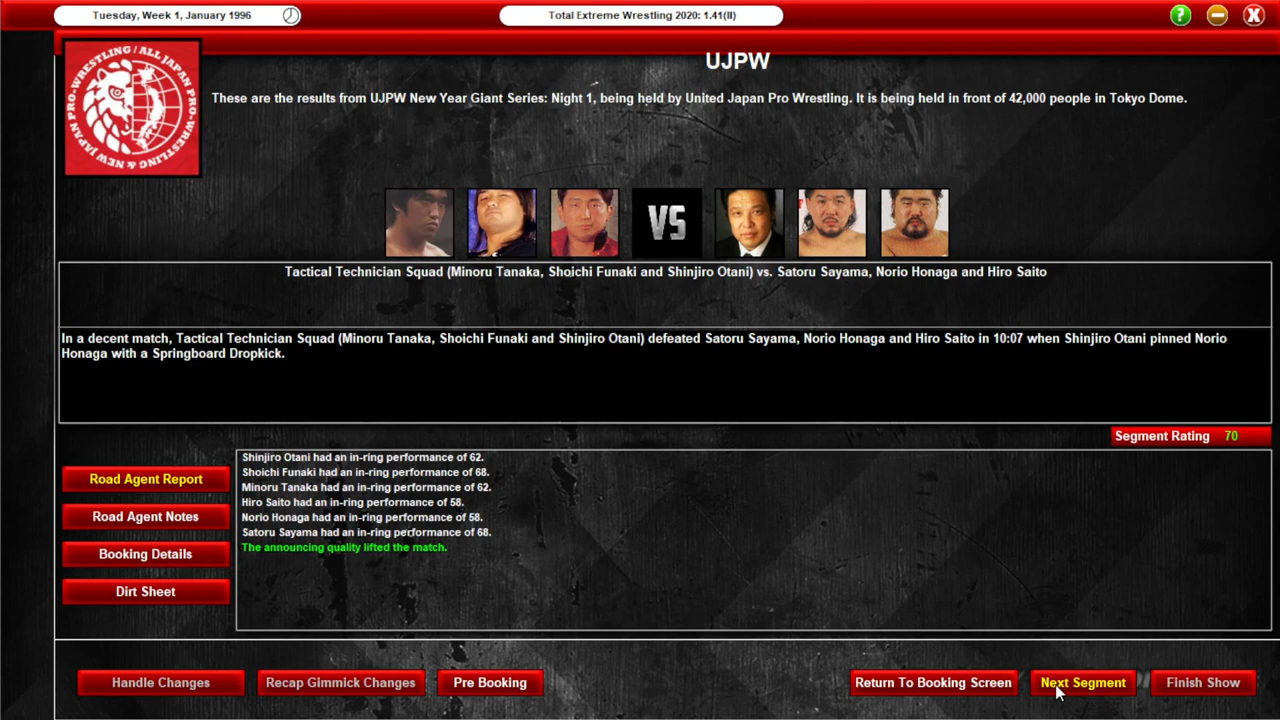 Tuesday, Week 1, January 1996
Total Extreme Wrestling 2020: 1.41(II)
?
UJPW
PRO-WRESTLING / ALL JAPAN PRO-WRESTLING & NEW JAPAN
These are the results from UJPW New Year Giant Series: Night 1, being held by United Japan Pro Wrestling. It is being held in front of 42,000 people in Tokyo Dome.
VS
Tactical Technician Squad (Minoru Tanaka, Shoichi Funaki and Shinjiro Otani) vs. Satoru Sayama, Norio Honaga and Hiro Saito
In a decent match, Tactical Technician Squad (Minoru Tanaka, Shoichi Funaki and Shinjiro Otani) defeated Satoru Sayama, Norio Honaga and Hiro Saito in 10:07 when Shinjiro Otani pinned Norio
Honaga with a Springboard Dropkick.
Segment Rating 70
Shinjiro Otani had an in-ring performance of 62.
Shoichi Funaki had an in-ring performance of 68.
Minoru Tanaka had an in-ring performance of 62.
Hiro Saito had an in-ring performance of 58.
Norio Honaga had an in-ring performance of 58.
Satoru Sayama had an in-ring performance of 68.
The announcing quality lifted the match.
Road Agent Report
Road Agent Notes
Booking Details
Dirt Sheet
Handle Changes
Recap Gimmick Changes
Pre Booking
Return To Booking Screen
Next Segment
Finish Show